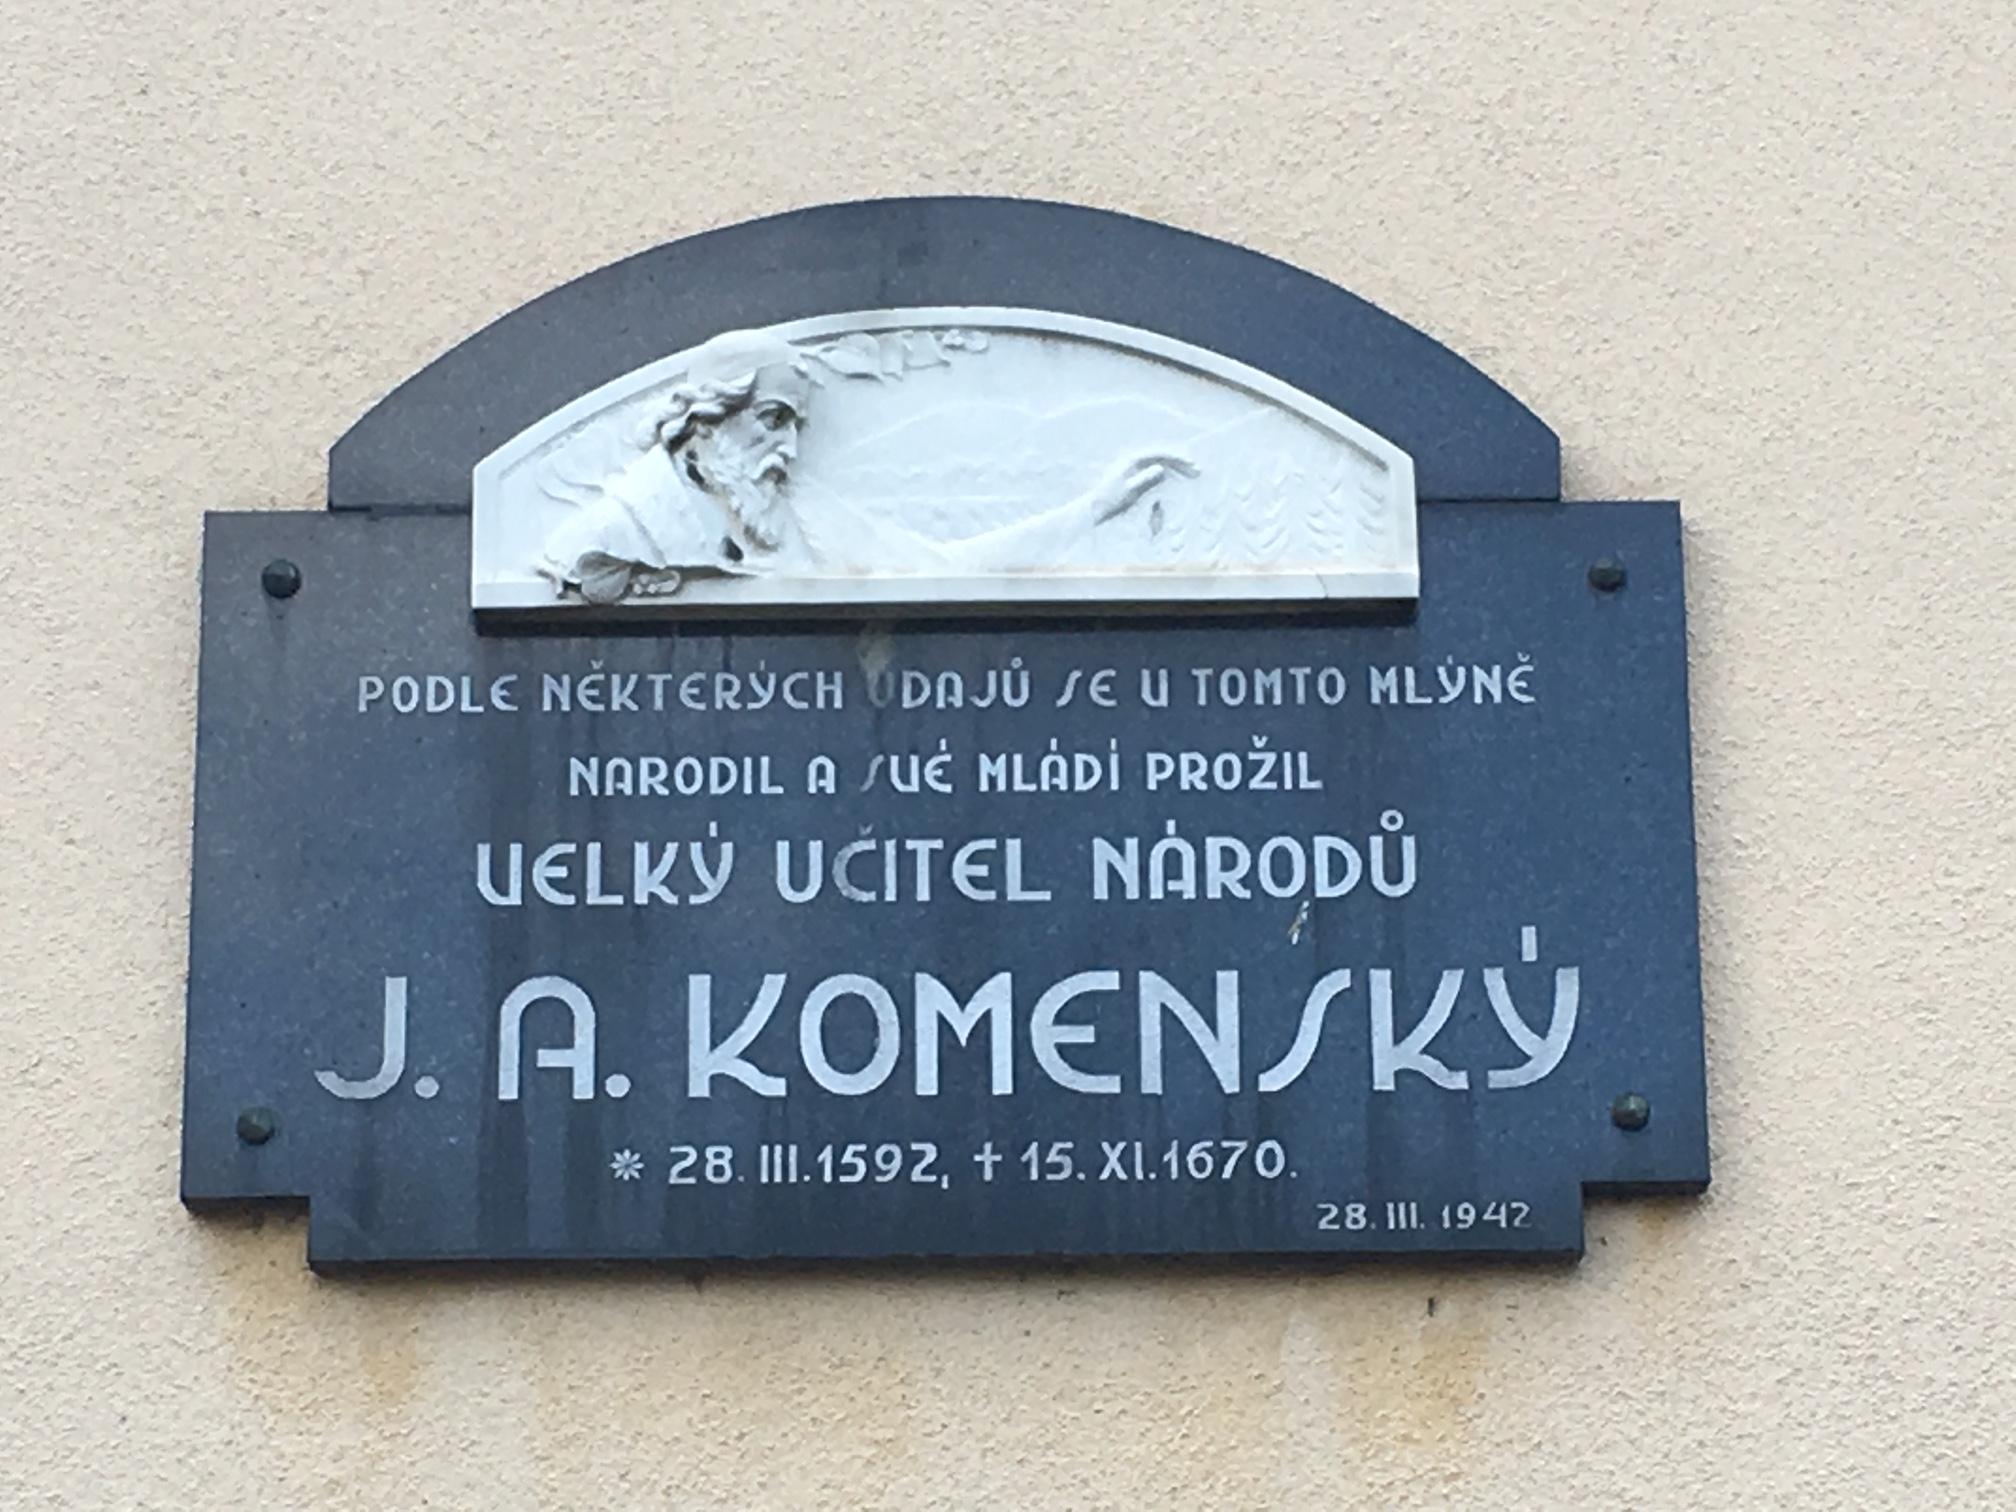 PODLE NĚKTERÝCH ÚDAJŮ SE V TOMTO MLÝNĚ
NARODIL A SVÉ MLÁDÍ PROŽIL
VELKÝ UČITEL NÁRODŮ
J. A. KOMENSKÝ
* 28. III. 1592, † 15. XI. 1670.
28. III. 1942